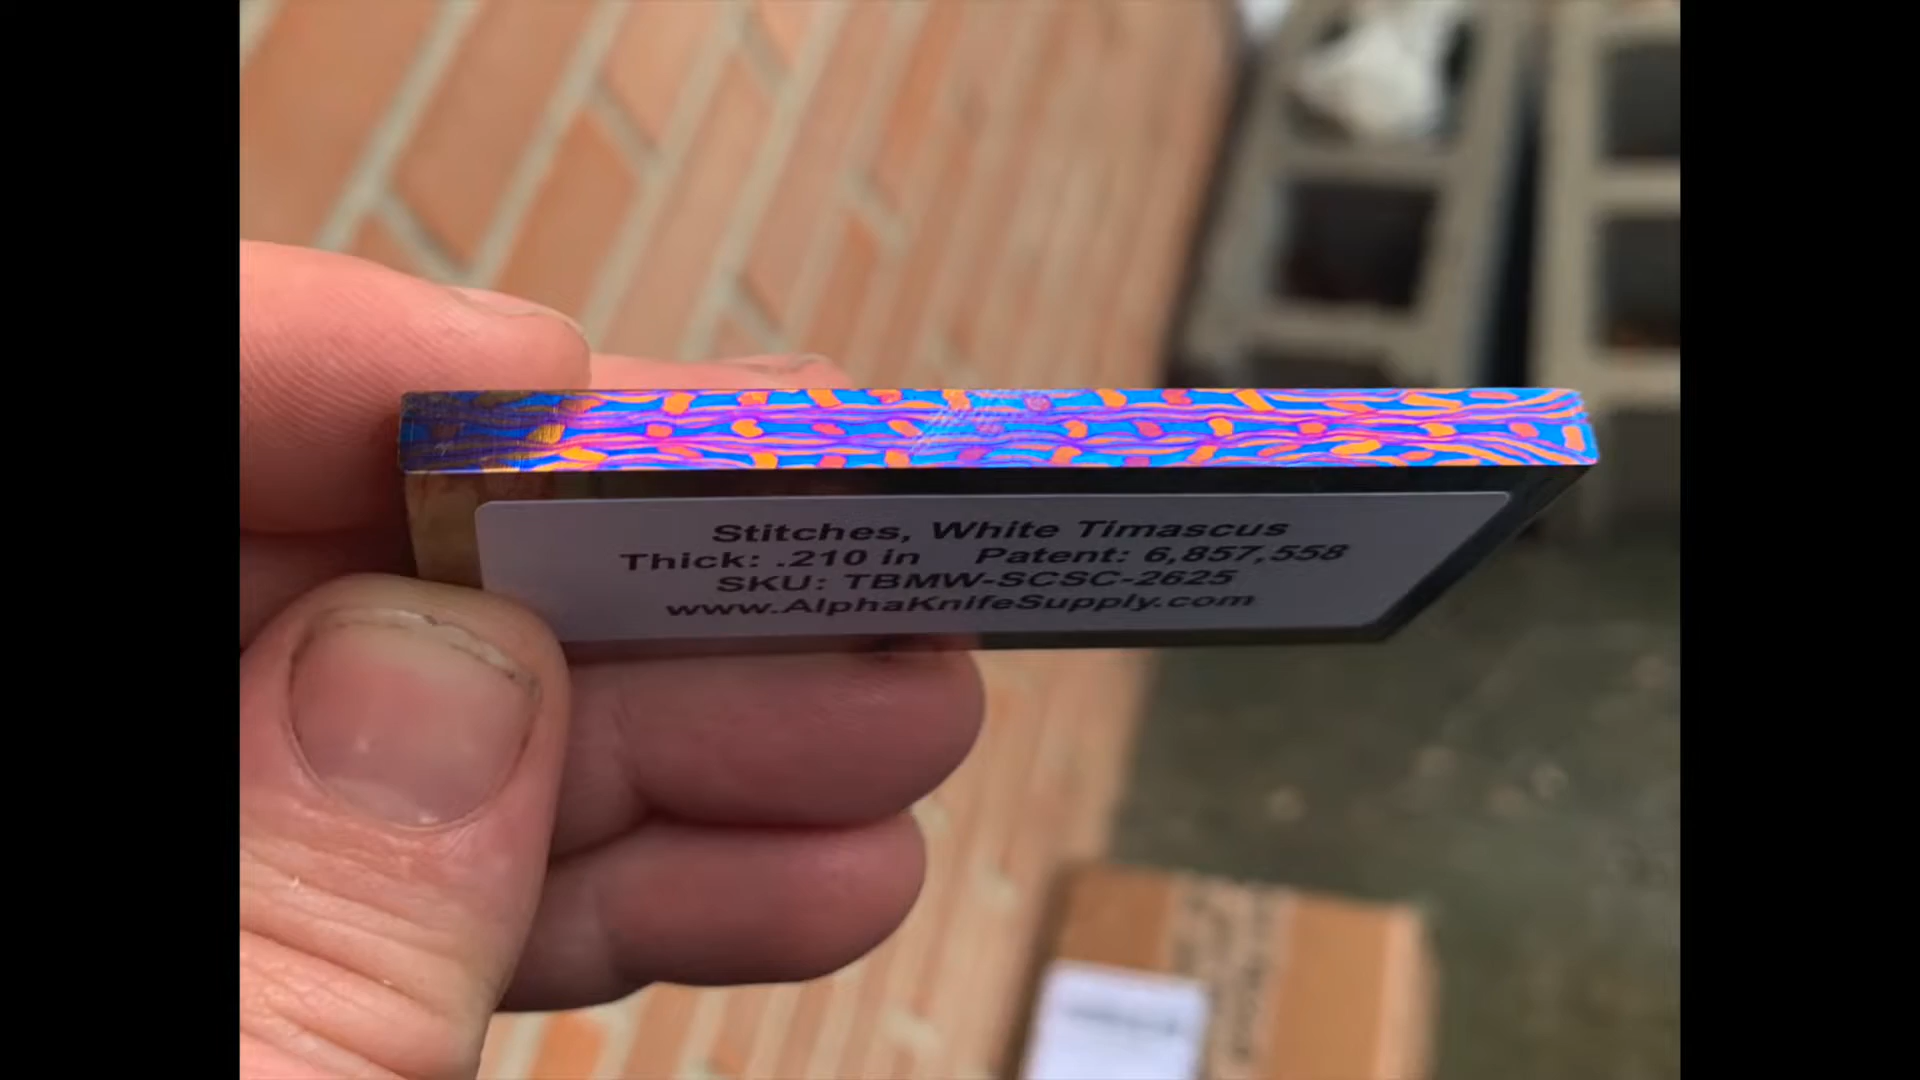 Stitches, White Timascus
Thick: .210 in Patent: 6,857,558
SKU: TBMW-SCSC-2625
www.AlphaKnifeSupply.com